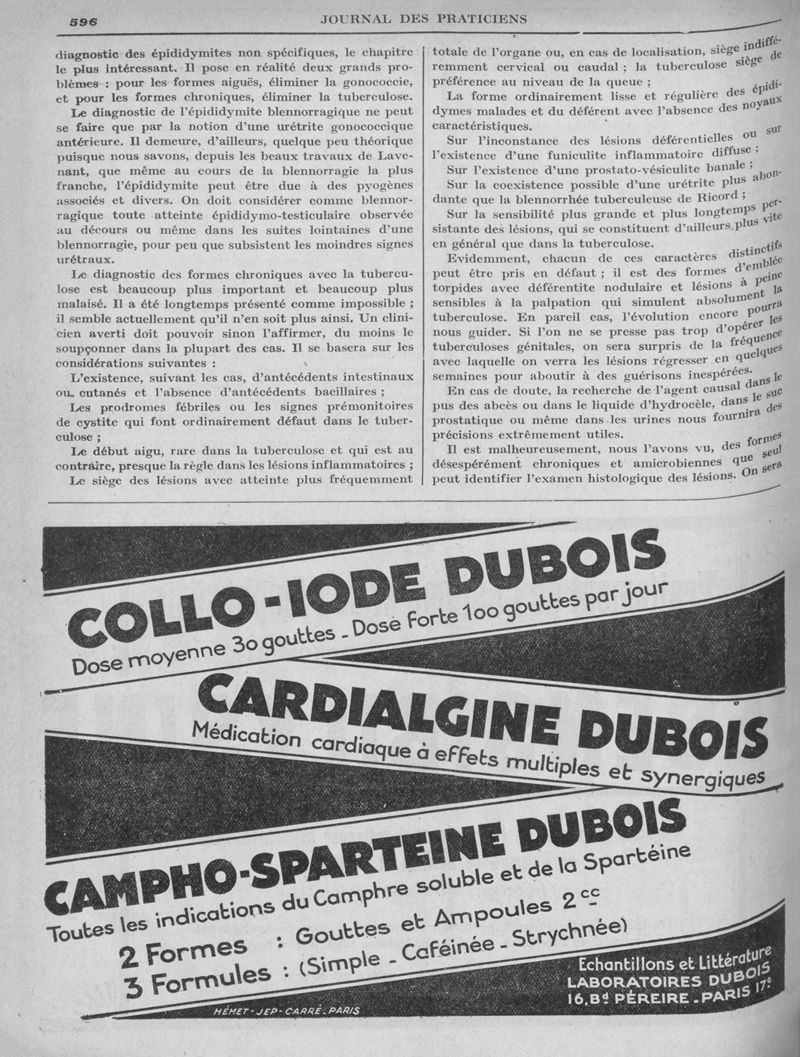 596
JOURNAL DES PRATICIENS
diagnostic des épididymites non spécifiques, le chapitre
le plus intéressant. Il pose en réalité deux grands pro-
blèmes : pour les formes aiguës, éliminer la gonococcie,
et pour les formes chroniques, éliminer la tuberculose.
Le diagnostic de l'épididymite blennorragique ne peut
se faire que par la notion d'une urétrite gonococcique
antérieure. Il demeure, d'ailleurs, quelque peu théorique
puisque nous savons, depuis les beaux travaux de Lave-
nant, que même au cours de la blennorragie la plus
franche, l'épididymite peut être due à des pyogènes
associés et divers. On doit considérer comme blennor-
ragique toute atteinte épididymo-testiculaire observée
au décours ou même dans les suites lointaines d'une
blennorragie, pour peu que subsistent les moindres signes
urétraux.
Le diagnostic des formes chroniques avec la tubercu-
lose est beaucoup plus important et beaucoup plus
malaisé. Il a été longtemps présenté comme impossible ;
il semble actuellement qu'il n'en soit plus ainsi. Un clini-
cien averti doit pouvoir sinon l'affirmer, du moins le
soupçonner dans la plupart des cas. Il se basera sur les
considérations suivantes :
L'existence, suivant les cas, d'antécédents intestinaux
ou cutanés et l'absence d'antécédents bacillaires ;
Les prodromes fébriles ou les signes prémonitoires
de cystite qui font ordinairement défaut dans le tuber-
culose ;
Le début aigu, rare dans la tuberculose et qui est au
contraire, presque la règle dans les lésions inflammatoires ;
Le siège des lésions avec atteinte plus fréquemment
totale de l'organe ou, en cas de localisation, siège indiffé-
remment cervical ou caudal ; la tuberculose siège de
préférence au niveau de la queue ;
La forme ordinairement lisse et régulière des épidi-
dymes malades et du déférent avec l'absence des noyaux
caractéristiques.
Sur l'inconstance des lésions déférentielles ou sur
l'existence d'une funiculite inflammatoire diffuse ;
Sur l'existence d'une prostato-vésiculite banale ;
Sur la coexistence possible d'une urétrite plus abon-
dante que la blennorrhée tuberculeuse de Ricord ;
Sur la sensibilité plus grande et plus longtemps per-
sistante des lésions, qui se constituent d'ailleurs plus vite
en général que dans la tuberculose.
Evidemment, chacun de ces caractères distinctifs
peut être pris en défaut ; il est des formes d'emblée
torpides avec déférentite nodulaire et lésions à peine
sensibles à la palpation qui simulent absolument la
tuberculose. En pareil cas, l'évolution encore pourra
nous guider. Si l'on ne se presse pas trop d'opérer les
tuberculoses génitales, on sera surpris de la fréquence
avec laquelle on verra les lésions régresser en quelques
semaines pour aboutir à des guérisons inespérées.
En cas de doute, la recherche de l'agent causal dans le
pus des abcès ou dans le liquide d'hydrocèle, dans le suc
prostatique ou même dans les urines nous fournira des
précisions extrêmement utiles.
Il est malheureusement, nous l'avons vu, des formes
désespérément chroniques et amicrobiennes que seul
peut identifier l'examen histologique des lésions. On sera
COLLO-IODE DUBOIS
Dose moyenne 30 gouttes - Dose forte 100 gouttes par jour
CARDIALGINE DUBOIS
Médication cardiaque à effets multiples et synergiques
CAMPHO-SPARTEINE DUBOIS
Toutes les indications du Camphre soluble et de la Spartéine
2 Formes : Gouttes et Ampoules 2 cc
3 Formules : (Simple - Caféinée - Strychnée)
Echantillons et Littérature
LABORATOIRES DUBOIS
16, Bd PÉREIRE - PARIS 17e
HÉMET - JEP - CARRÉ - PARIS